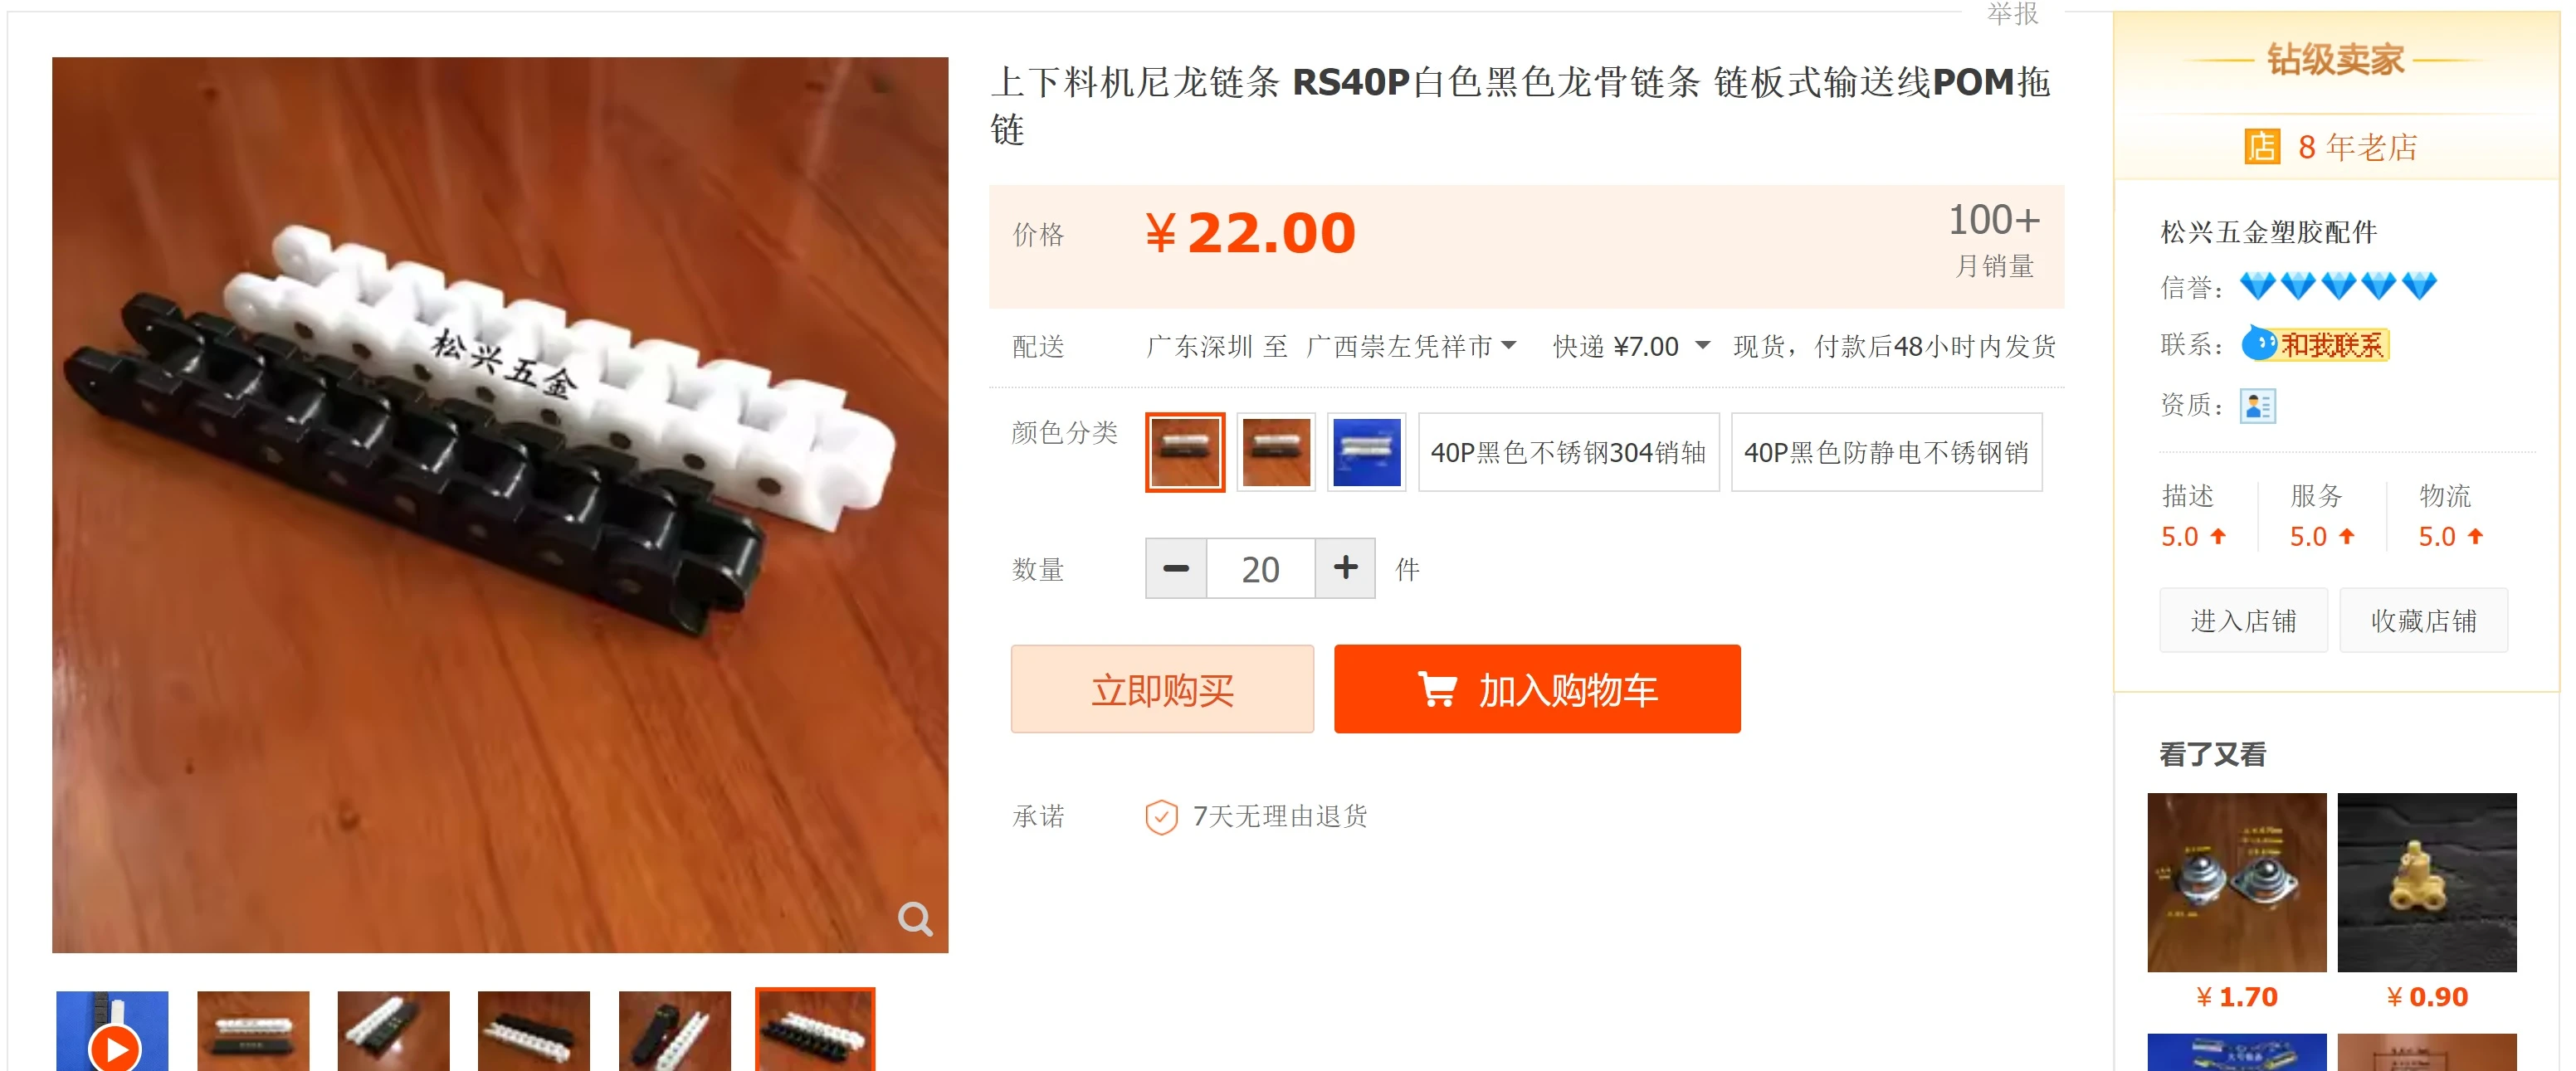 举报
上下料机尼龙链条 RS40P白色黑色龙骨链条 链板式输送线POM拖
链
价格
¥ 22.00
100+
月销量
配送
广东深圳 至 广西崇左凭祥市
快递 ¥7.00
现货，付款后48小时内发货
颜色分类
40P黑色不锈钢304销轴
40P黑色防静电不锈钢销
数量
20
件
立即购买
加入购物车
承诺
7天无理由退货
松兴五金
钻级卖家
店 8 年老店
松兴五金塑胶配件
信誉：
联系：
和我联系
资质：
描述 服务 物流
5.0 5.0 5.0
进入店铺 收藏店铺
看了又看
¥ 1.70
¥ 0.90